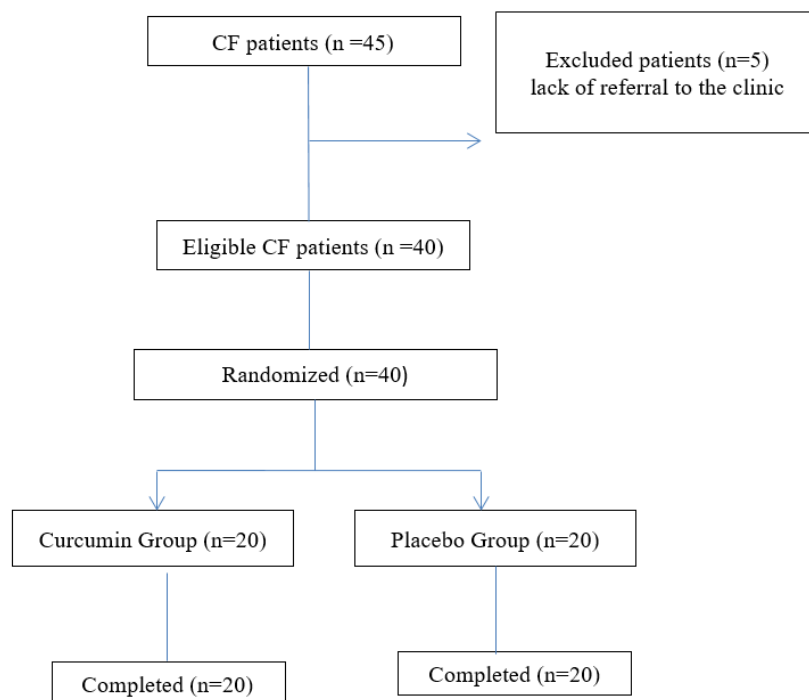 CF patients (n =45)
Excluded patients (n=5)
lack of referral to the clinic
Eligible CF patients (n =40)
Randomized (n=40)
Curcumin Group (n=20)
Placebo Group (n=20)
Completed (n=20)
Completed (n=20)